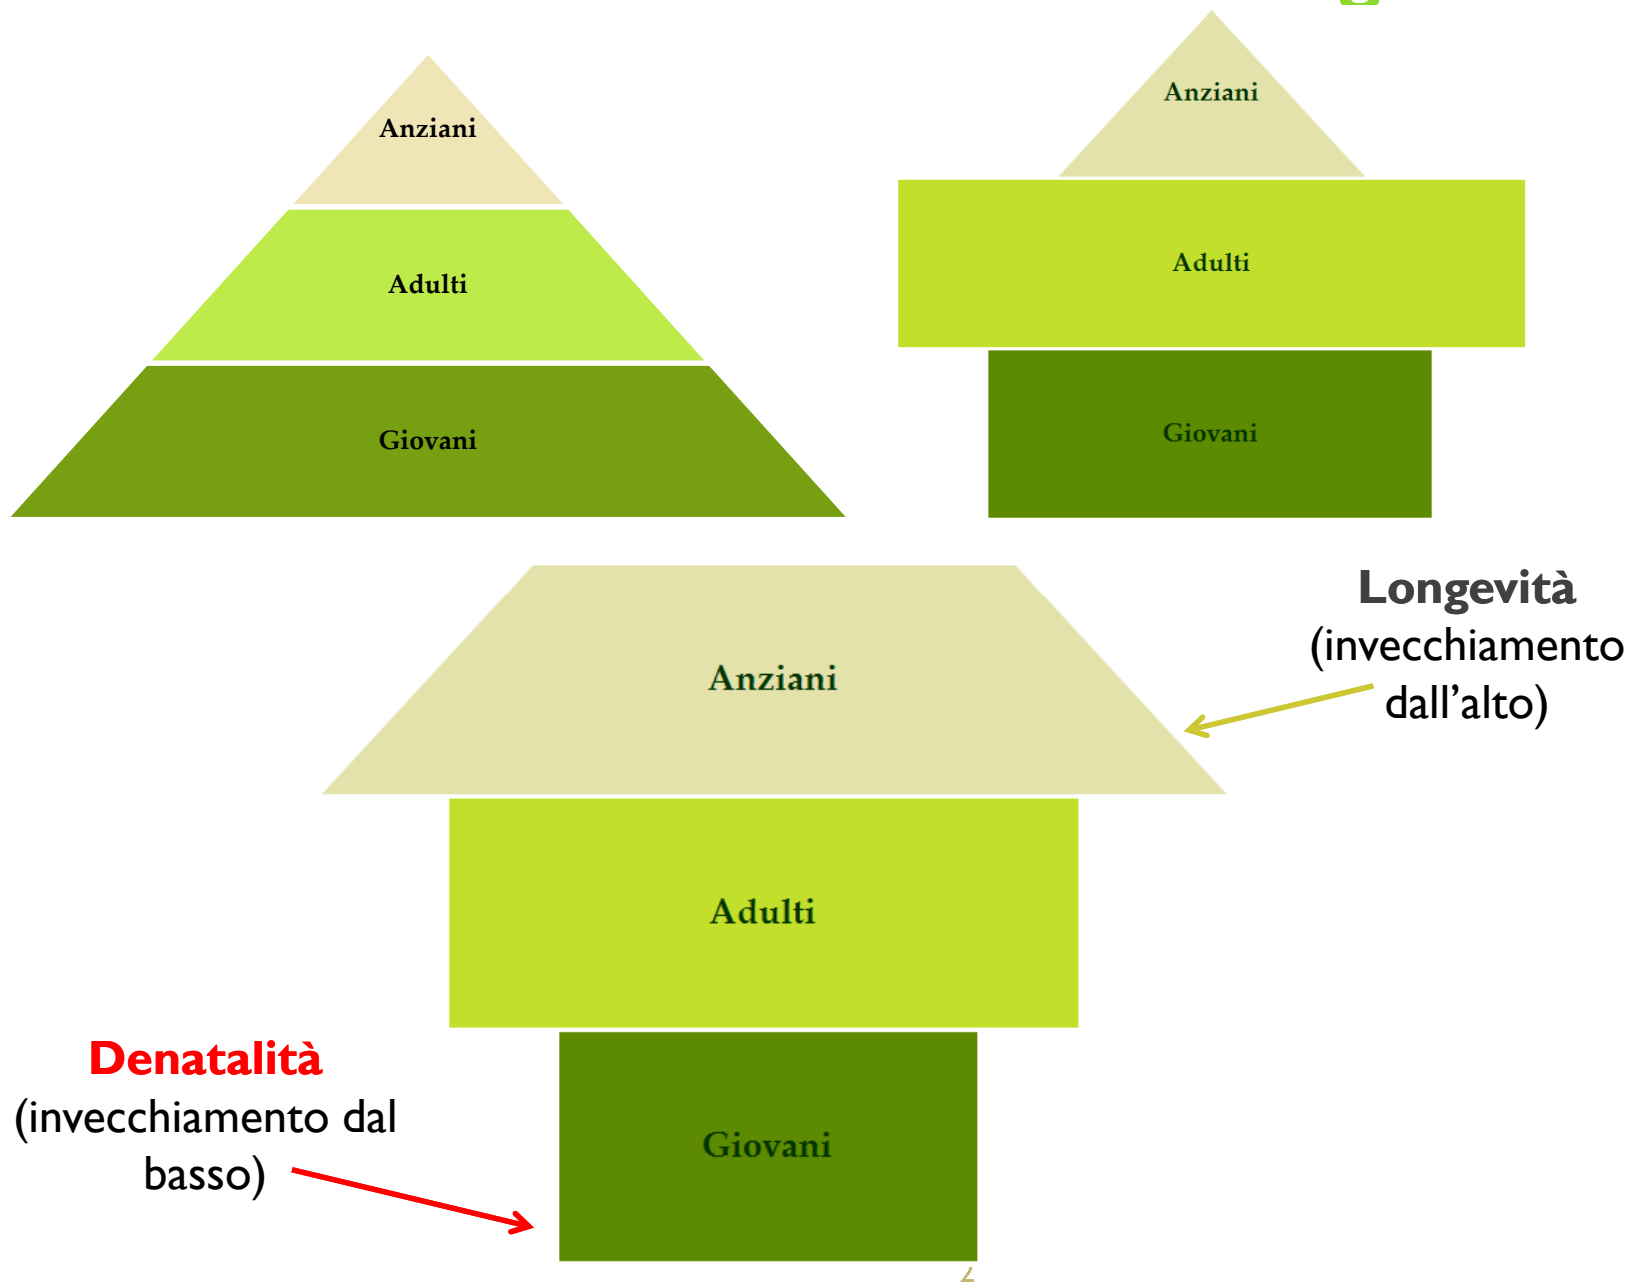 Anziani
Adulti
Giovani
Anziani
Adulti
Giovani
Longevità
(invecchiamento
dall’alto)
Anziani
Adulti
Giovani
Denatalità
(invecchiamento dal
basso)